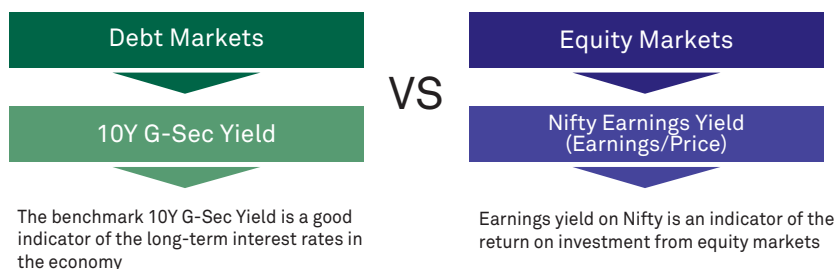 Debt Markets
10Y G-Sec Yield
The benchmark 10Y G-Sec Yield is a good
indicator of the long-term interest rates in
the economy
VS
Equity Markets
Nifty Earnings Yield
(Earnings/Price)
Earnings yield on Nifty is an indicator of the
return on investment from equity markets